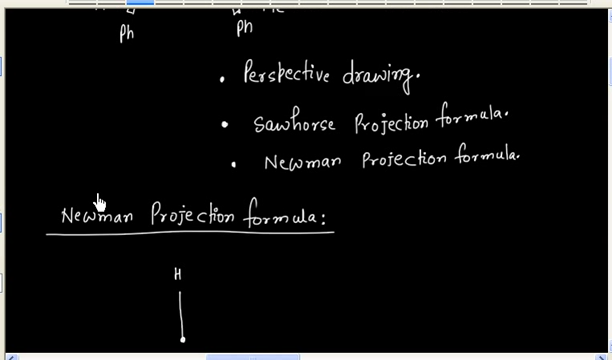 Ph
Ph
• Perspective drawing.
• Sawhorse Projection formula.
• Newman Projection formula.
Newman Projection formula:
H